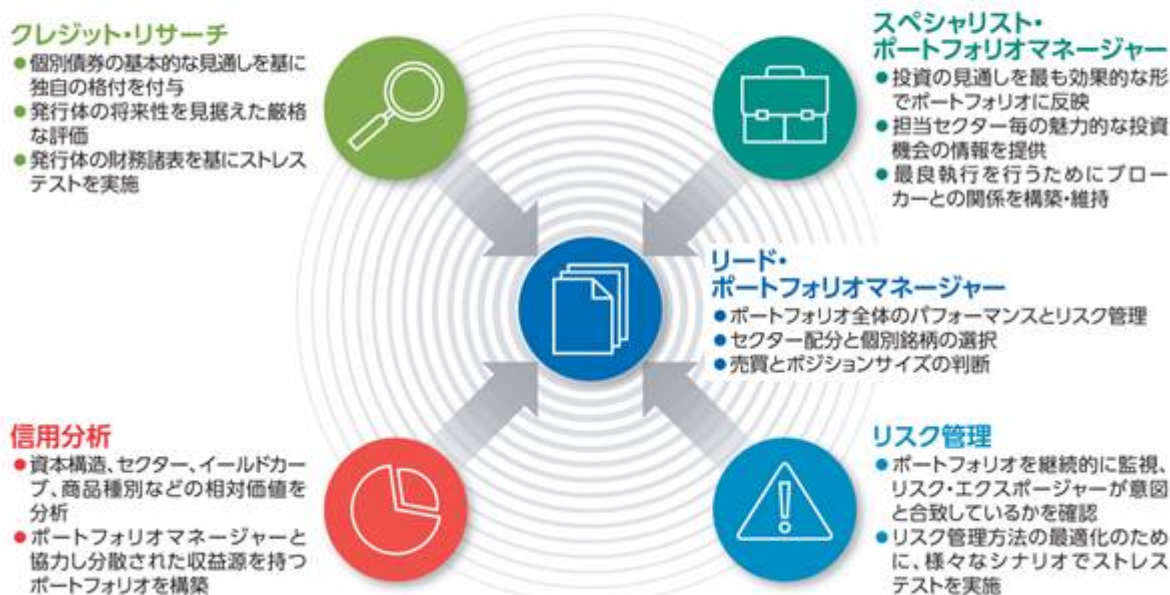 クレジット・リサーチ
●個別債券の基本的な見通しを基に
独自の格付を付与
●発行体の将来性を見据えた厳格
な評価
●発行体の財務諸表を基にストレス
テストを実施
スペシャリスト・
ポートフォリオマネージャー
●投資の見通しを最も効果的な形
でポートフォリオに反映
●担当セクター毎の魅力的な投資
機会の情報を提供
●最良執行を行うためにブロー
カーとの関係を構築・維持
リード・
ポートフォリオマネージャー
●ポートフォリオ全体のパフォーマンスとリスク管理
●セクター配分と個別銘柄の選択
●売買とポジションサイズの判断
信用分析
●資本構造、セクター、イールドカー
ブ、商品種別などの相対価値を
分析
●ポートフォリオマネージャーと
協力し分散された収益源を持つ
ポートフォリオを構築
リスク管理
●ポートフォリオを継続的に監視、
リスク・エクスポージャーが意図
と合致しているかを確認
●リスク管理方法の最適化のため
に、様々なシナリオでストレス
テストを実施